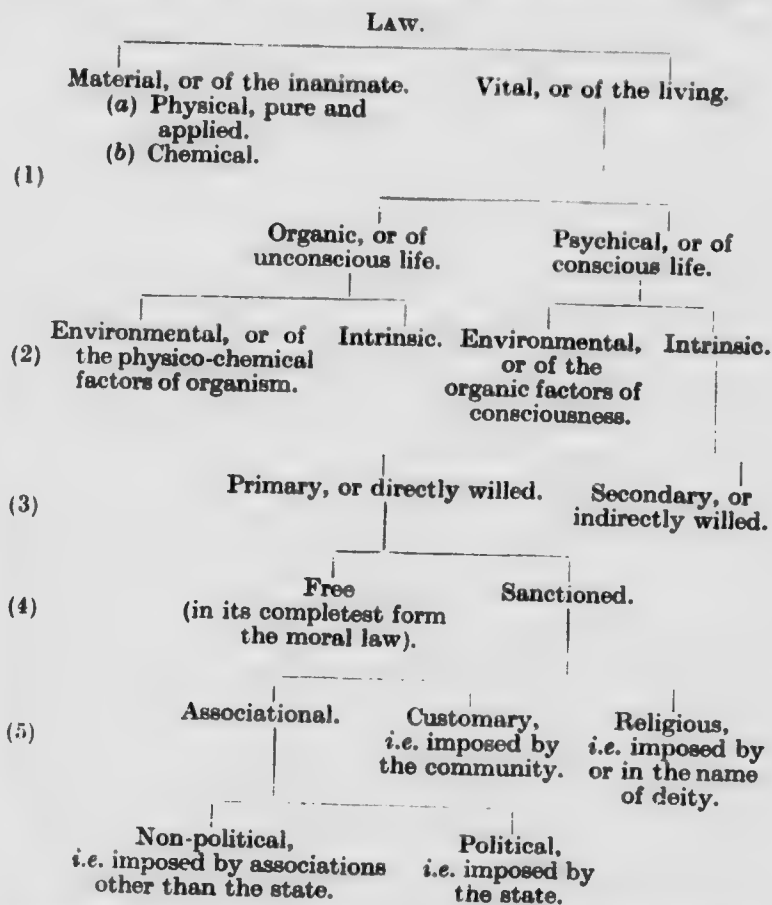 LAW.
Material, or of the inanimate.
(a) Physical, pure and
applied.
(b) Chemical.
Vital, or of the living.
(1)
Organic, or of
unconscious life.
Psychical, or of
conscious life.
(2)
Environmental, or of
the physico-chemical
factors of organism.
Intrinsic.
Environmental,
or of the
organic factors of
consciousness.
Intrinsic.
(3)
Primary, or directly willed.
Secondary, or
indirectly willed.
(4)
Free
(in its completest form
the moral law).
Sanctioned.
(5)
Associational.
Customary,
i.e. imposed by
the community.
Religious,
i.e. imposed by
or in the name
of deity.
Non-political,
i.e. imposed by associations
other than the state.
Political,
i.e. imposed by
the state.